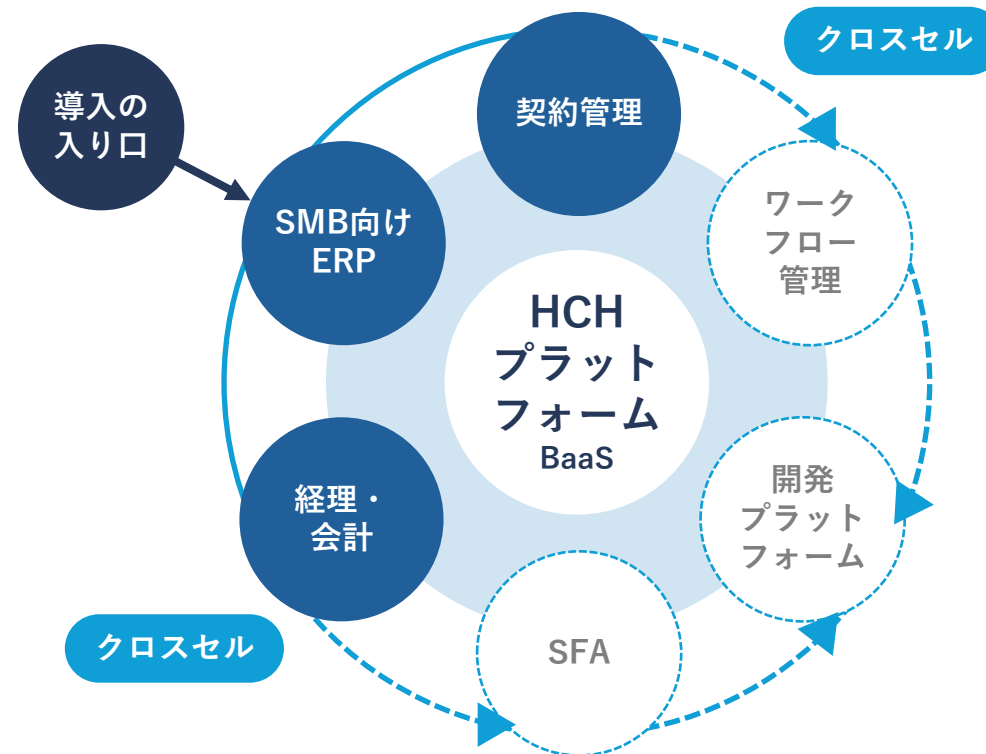 導入の
入り口
クロスセル
契約管理
SMB向け
ERP
ワーク
フロー
管理
HCH
プラット
フォーム
BaaS
経理・
会計
開発
プラット
フォーム
クロスセル
SFA